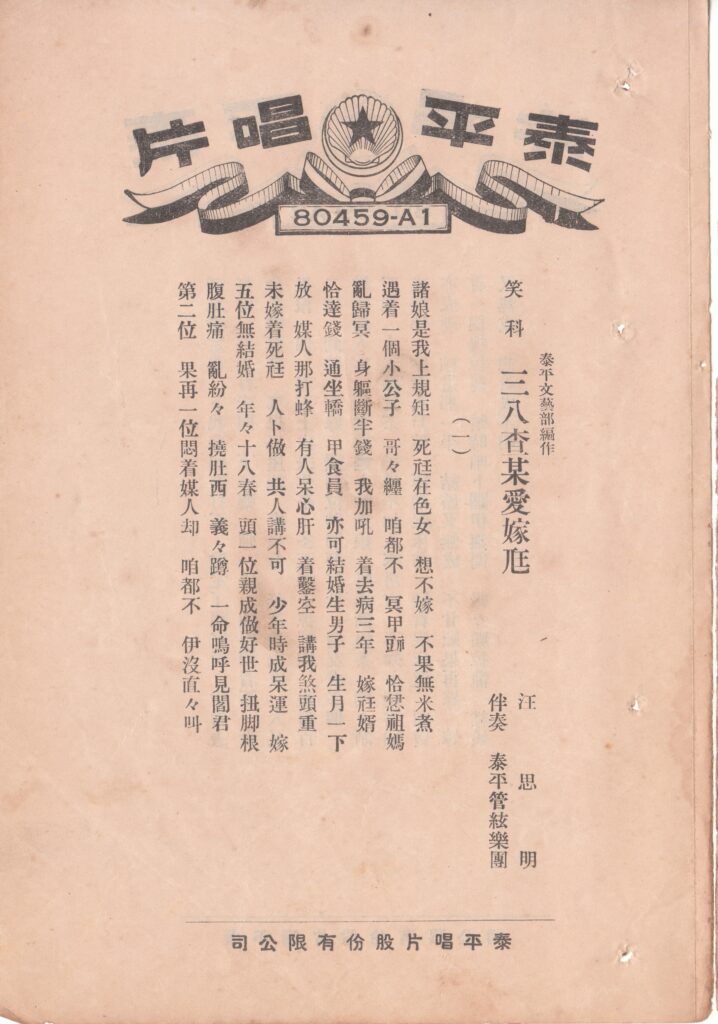 泰平唱片
80459-A1
泰平文藝部編作
笑科 三八查某愛嫁尪
汪思明
伴奏 泰平管絃樂團
(一)
諸娘是我上規矩 死尪在色女 想不嫁 不果無米煮
遇着一個小公子 哥々纏 咱都不 冥甲 恰惥祖媽
亂歸冥 身軀斷半錢 我加吼 着去病三年 嫁尪婿
恰達錢 通坐轎 甲食員 亦可結婚生男子 生月一下
放 媒人那打蜂 有人呆心肝 着鑿空 講我煞頭重
未嫁着死尪 人卜做 共人講不可 少年時成呆運 嫁
五位無結婚 年々十八春 頭一位親成做好世 扭脚根
腹肚痛 亂紛々 撓肚西 義々蹲 一命嗚呼見閻君
第二位 果再一位悶着媒人却 咱都不 伊沒直々叫
泰平唱片股份有限公司